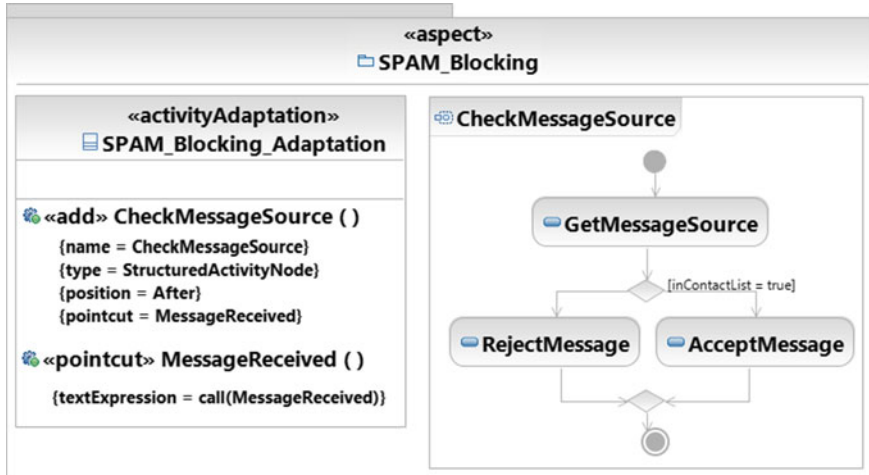 «aspect»
SPAM_Blocking
«activityAdaptation»
SPAM_Blocking_Adaptation
«add» CheckMessageSource ( )
{name = CheckMessageSource}
{type = StructuredActivityNode}
{position = After}
{pointcut = MessageReceived}
«pointcut» MessageReceived ( )
{textExpression = call(MessageReceived)}
CheckMessageSource
GetMessageSource
[inContactList = true]
RejectMessage
AcceptMessage